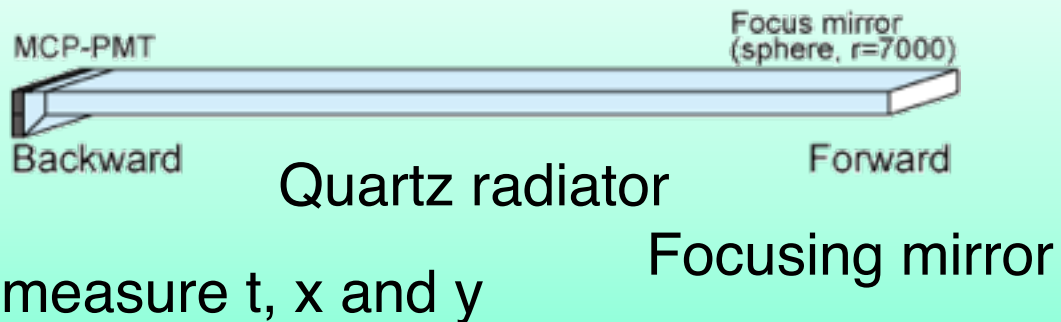 Focus mirror
MCP-PMT
(sphere, r=7000)
Backward
Forward
Quartz radiator
Focusing mirror
measure t, x and y